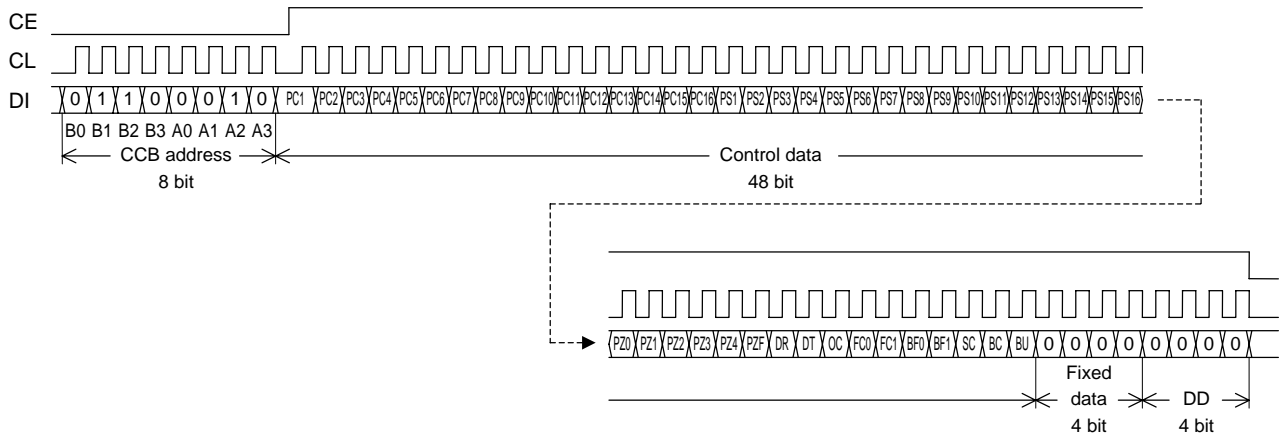 CE
CL
DI 0 1 1 0 0 0 1 0 PC1 PC2 PC3 PC4 PC5 PC6 PC7 PC8 PC9 PC10 PC11 PC12 PC13 PC14 PC15 PC16 PS1 PS2 PS3 PS4 PS5 PS6 PS7 PS8 PS9 PS10 PS11 PS12 PS13 PS14 PS15 PS16
B0 B1 B2 B3 A0 A1 A2 A3
CCB address
8 bit
Control data
48 bit
PZ0 PZ1 PZ2 PZ3 PZ4 PZF DR DT OC FC0 FC1 BF0 BF1 SC BC BU 0 0 0 0 0 0 0 0
Fixed
data
4 bit
DD
4 bit